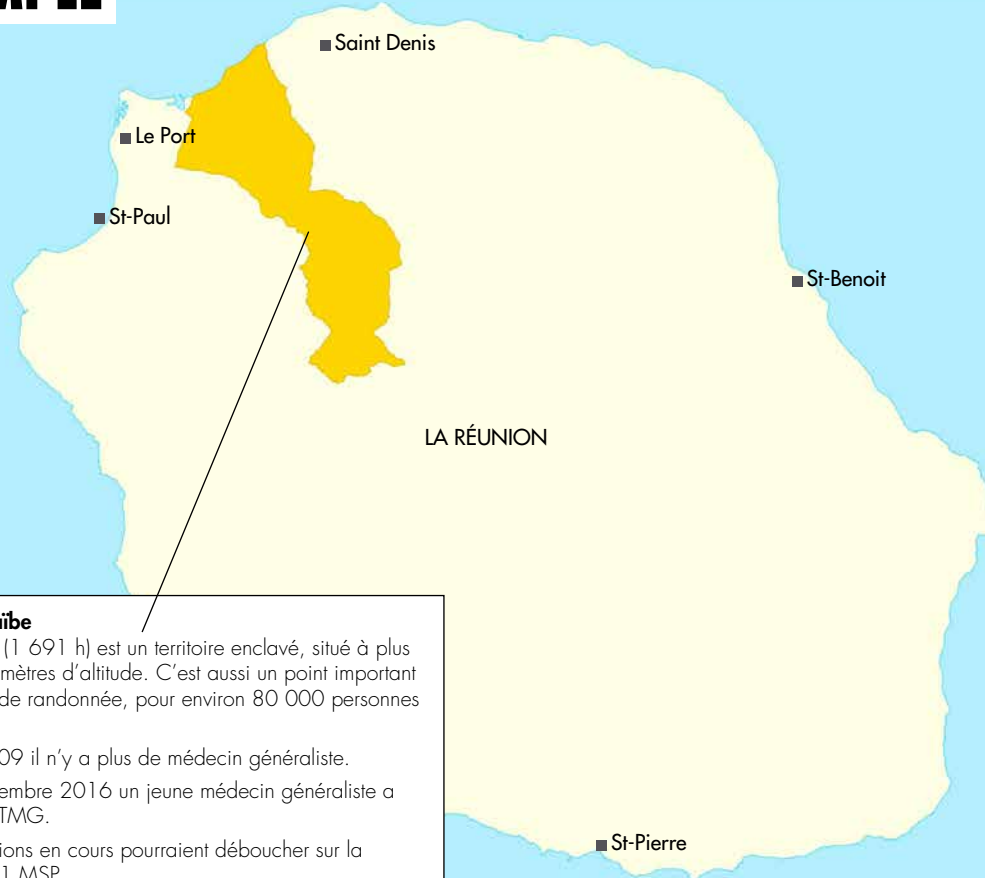 Saint Denis
Le Port
St-Paul
St-Benoit
LA RÉUNION
(1 691 h) est un territoire enclavé, situé à plus
mètres d'altitude. C'est aussi un point important
de randonnée, pour environ 80 000 personnes
09 il n'y a plus de médecin généraliste.
embre 2016 un jeune médecin généraliste a
TMG.
ions en cours pourraient déboucher sur la
1 MSP
St-Pierre